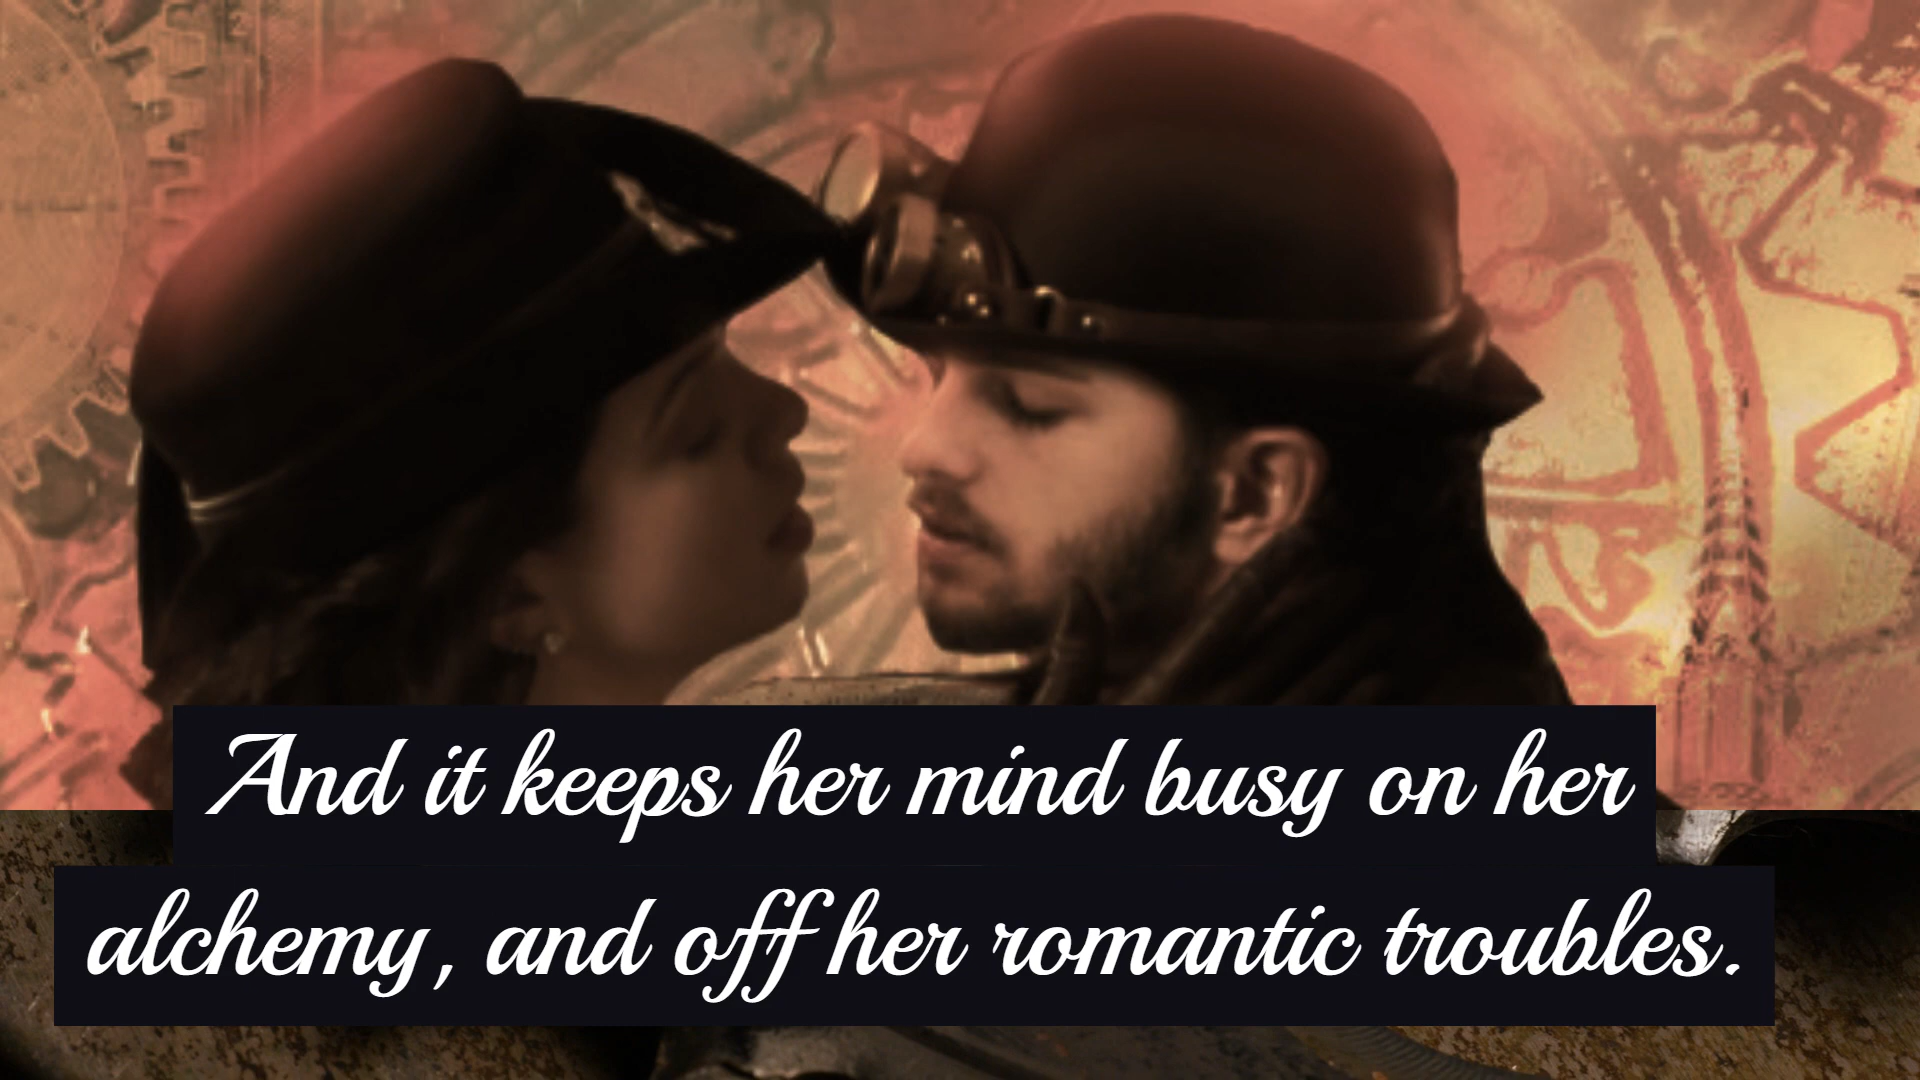 And it keeps her mind busy on her
alchemy, and off her romantic troubles.